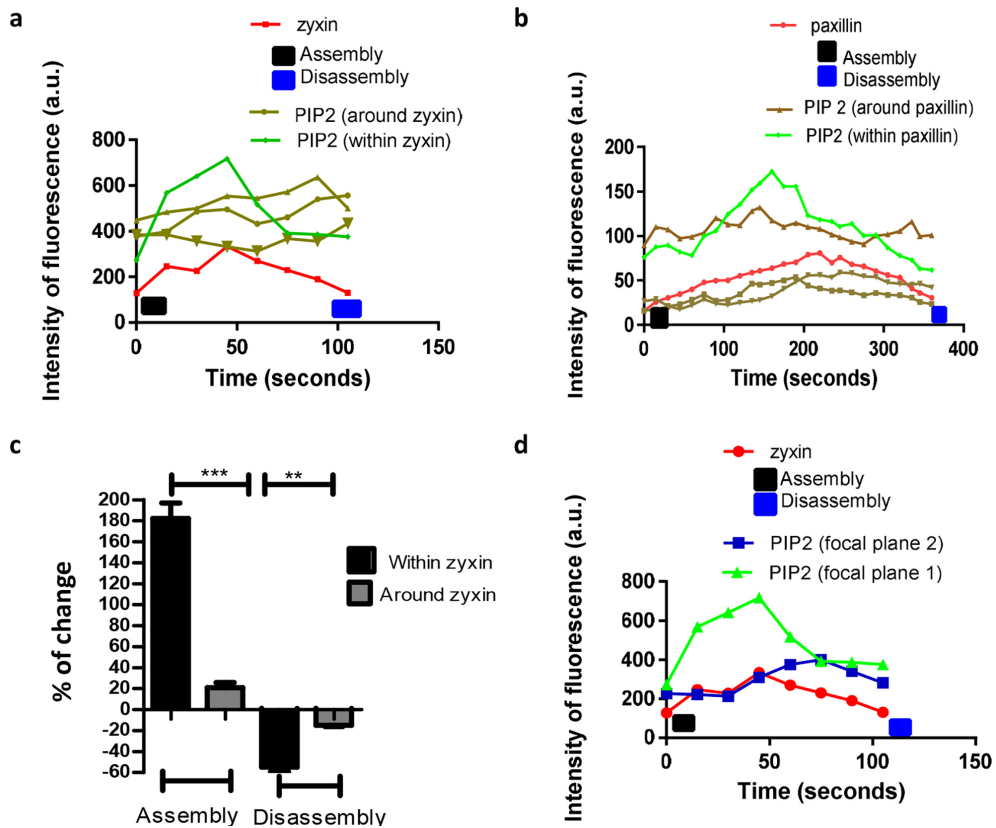 a
zyxin
Assembly
Disassembly
PIP2 (around zyxin)
PIP2 (within zyxin)
Intensity of fluorescence (a.u.)
800
600
400
200
0
0 50 100 150
Time (seconds)
b
paxillin
Assembly
Disassembly
PIP 2 (around paxillin)
PIP2 (within paxillin)
Intensity of fluorescence (a.u.)
200
150
100
50
0
0 100 200 300 400
Time (seconds)
c
*** **
% of change
200
180
160
140
120
100
80
60
40
20
0
-20
-40
-60
Within zyxin
Around zyxin
Assembly Disassembly
d
zyxin
Assembly
Disassembly
PIP2 (focal plane 2)
PIP2 (focal plane 1)
Intensity of fluorescence (a.u.)
800
600
400
200
0
0 50 100 150
Time (seconds)